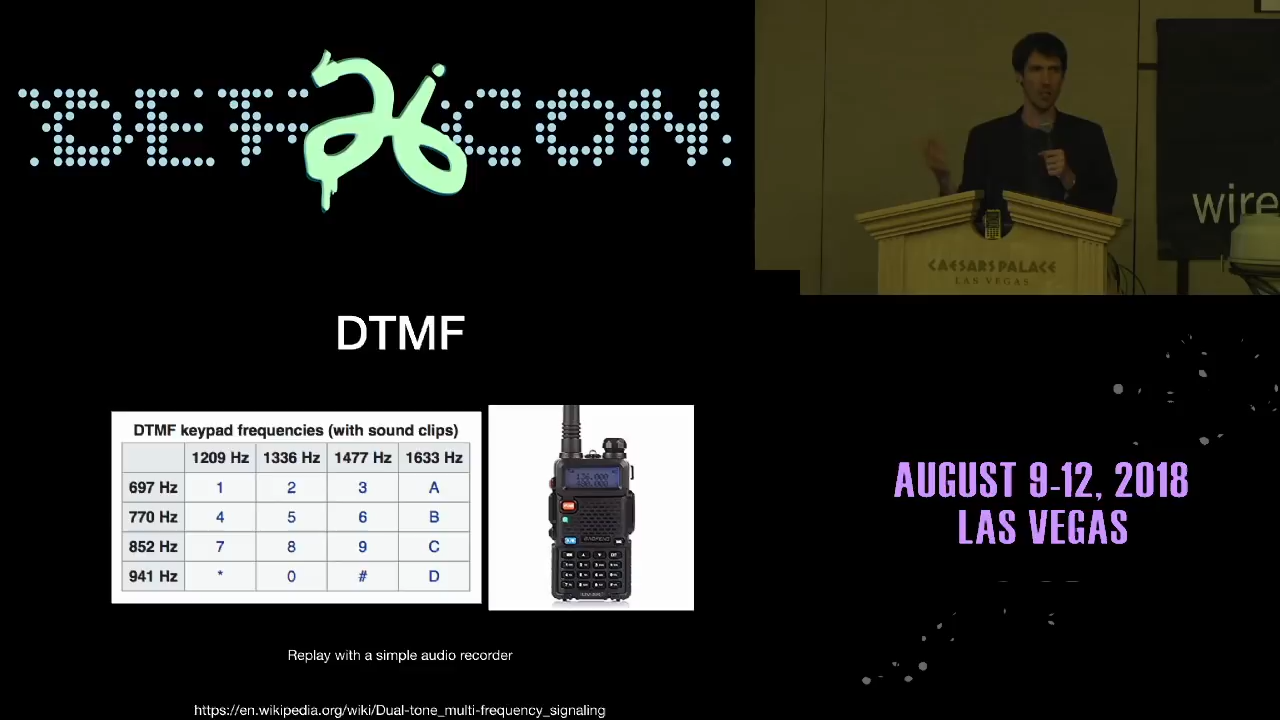 DEF 26 CON
wire
CAESARS PALACE
LAS VEGAS
DTMF
DTMF keypad frequencies (with sound clips)
1209 Hz 1336 Hz 1477 Hz 1633 Hz
697 Hz 1 2 3 A
770 Hz 4 5 6 B
852 Hz 7 8 9 C
941 Hz * 0 # D
BAOFENG
AUGUST 9-12, 2018
LAS VEGAS
Replay with a simple audio recorder
https://en.wikipedia.org/wiki/Dual-tone_multi-frequency_signaling